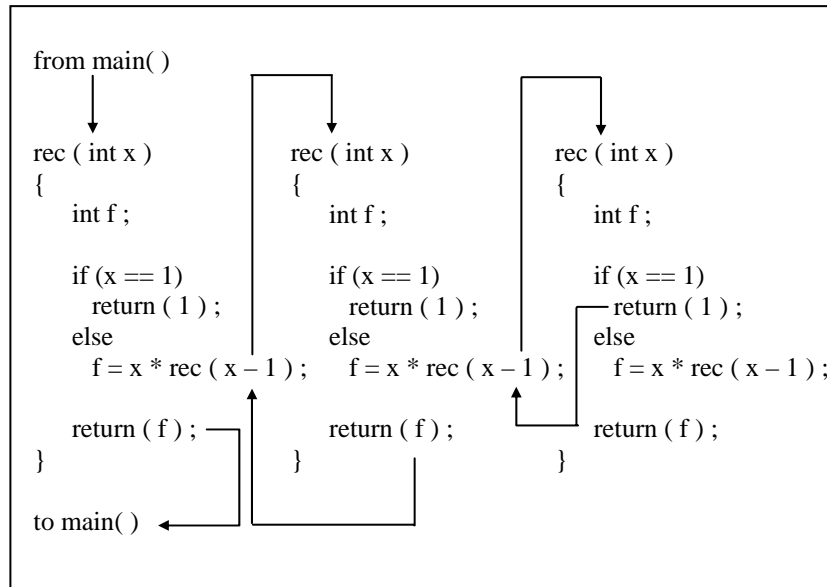 from main( )
rec ( int x )
{
int f ;
if (x == 1)
return ( 1 ) ;
else
f = x * rec ( x – 1 ) ;
return ( f ) ;
}
to main( )
rec ( int x )
{
int f ;
if (x == 1)
return ( 1 ) ;
else
f = x * rec ( x – 1 ) ;
return ( f ) ;
}
rec ( int x )
{
int f ;
if (x == 1)
return ( 1 ) ;
else
f = x * rec ( x – 1 ) ;
return ( f ) ;
}